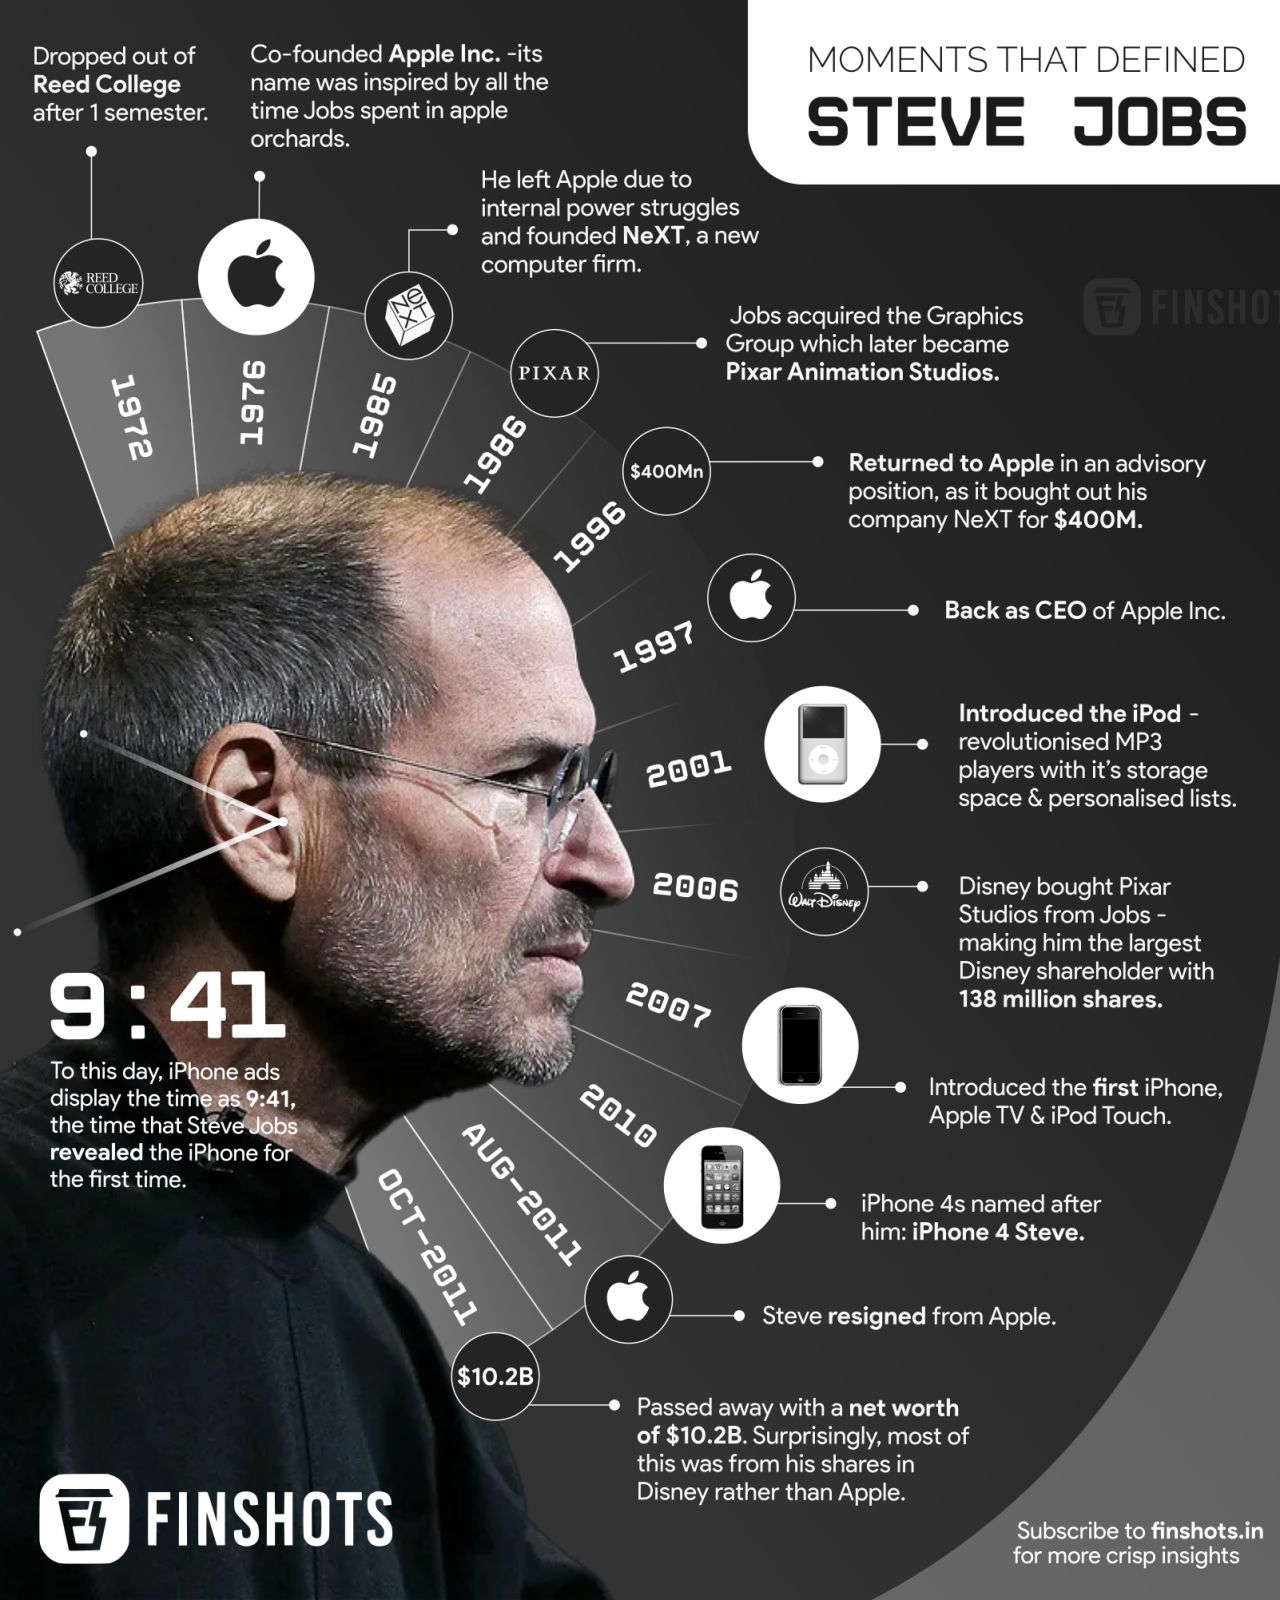 MOMENTS THAT DEFINED
STEVE JOBS
Dropped out of
Reed College
after 1 semester.
Co-founded Apple Inc. -its
name was inspired by all the
time Jobs spent in apple
orchards.
He left Apple due to
internal power struggles
and founded NeXT, a new
computer firm.
Jobs acquired the Graphics
Group which later became
Pixar Animation Studios.
Returned to Apple in an advisory
position, as it bought out his
company NeXT for $400M.
Back as CEO of Apple Inc.
Introduced the iPod -
revolutionised MP3
players with it's storage
space & personalised lists.
Disney bought Pixar
Studios from Jobs -
making him the largest
Disney shareholder with
138 million shares.
Introduced the first iPhone,
Apple TV & iPod Touch.
iPhone 4s named after
him: iPhone 4 Steve.
Steve resigned from Apple.
Passed away with a net worth
of $10.2B. Surprisingly, most of
this was from his shares in
Disney rather than Apple.
REED
COLLEGE
NeXT
PIXAR
$400Mn
WALT DISNEY
$10.2B
1972
1976
1985
1986
1996
1997
2001
2006
2007
2010
AUG-2011
OCT-2011
9:41
To this day, iPhone ads
display the time as 9:41,
the time that Steve Jobs
revealed the iPhone for
the first time.
FINSHO
FINSHOTS
Subscribe to finshots.in
for more crisp insights